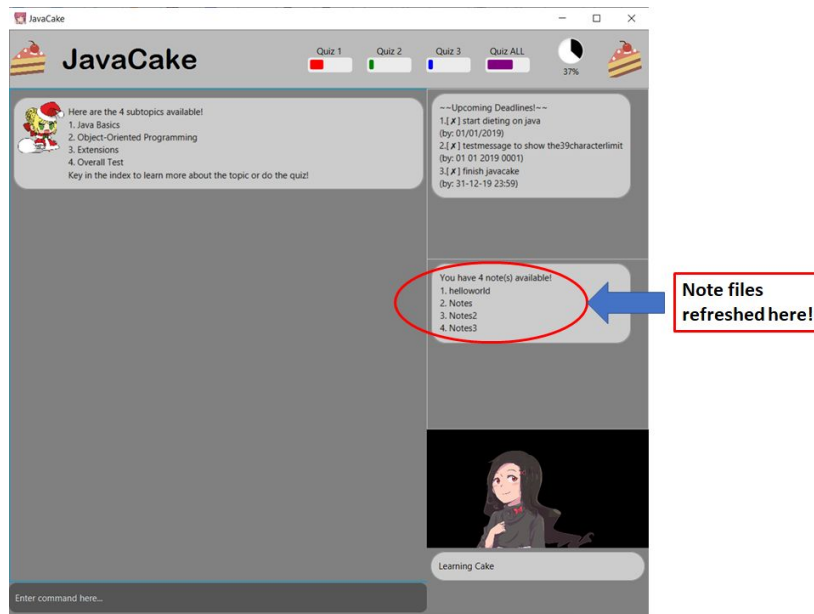 JavaCake
JavaCake
Quiz 1
Quiz 2
Quiz 3
Quiz ALL
37%
Here are the 4 subtopics available!
1. Java Basics
2. Object-Oriented Programming
3. Extensions
4. Overall Test
Key in the index to learn more about the topic or do the quiz!
~~Upcoming Deadlines!~~
1.[✗] start dieting on java
(by: 01/01/2019)
2.[✗] testmessage to show the39characterlimit
(by: 01 01 2019 0001)
3.[✗] finish javacake
(by: 31-12-19 23:59)
You have 4 note(s) available!
1. helloworld
2. Notes
3. Notes2
4. Notes3
Note files
refreshed here!
Learning Cake
Enter command here...